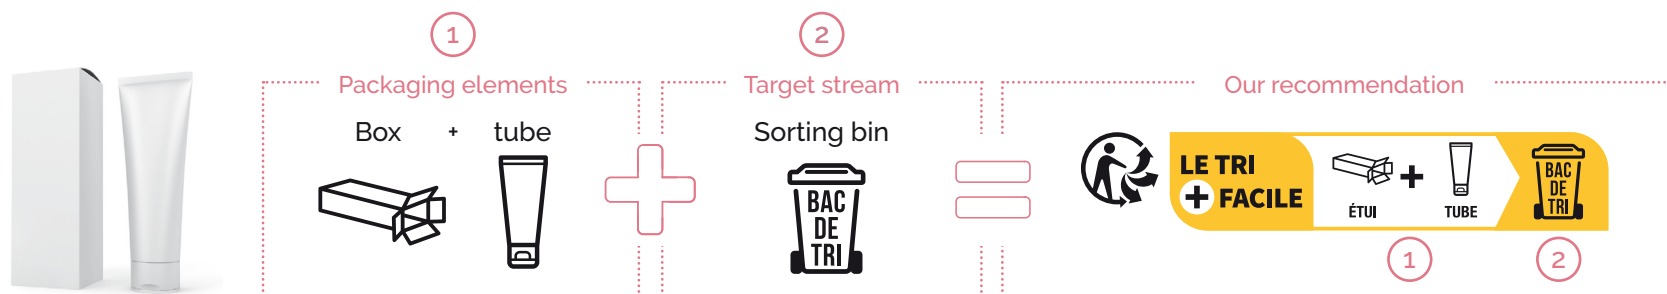 1
Packaging elements
Box + tube
2
Target stream
Sorting bin
BAC
DE
TRI
Our recommendation
LE TRI
+ FACILE
ÉTUI
+
TUBE
BAC
DE
TRI
1
2